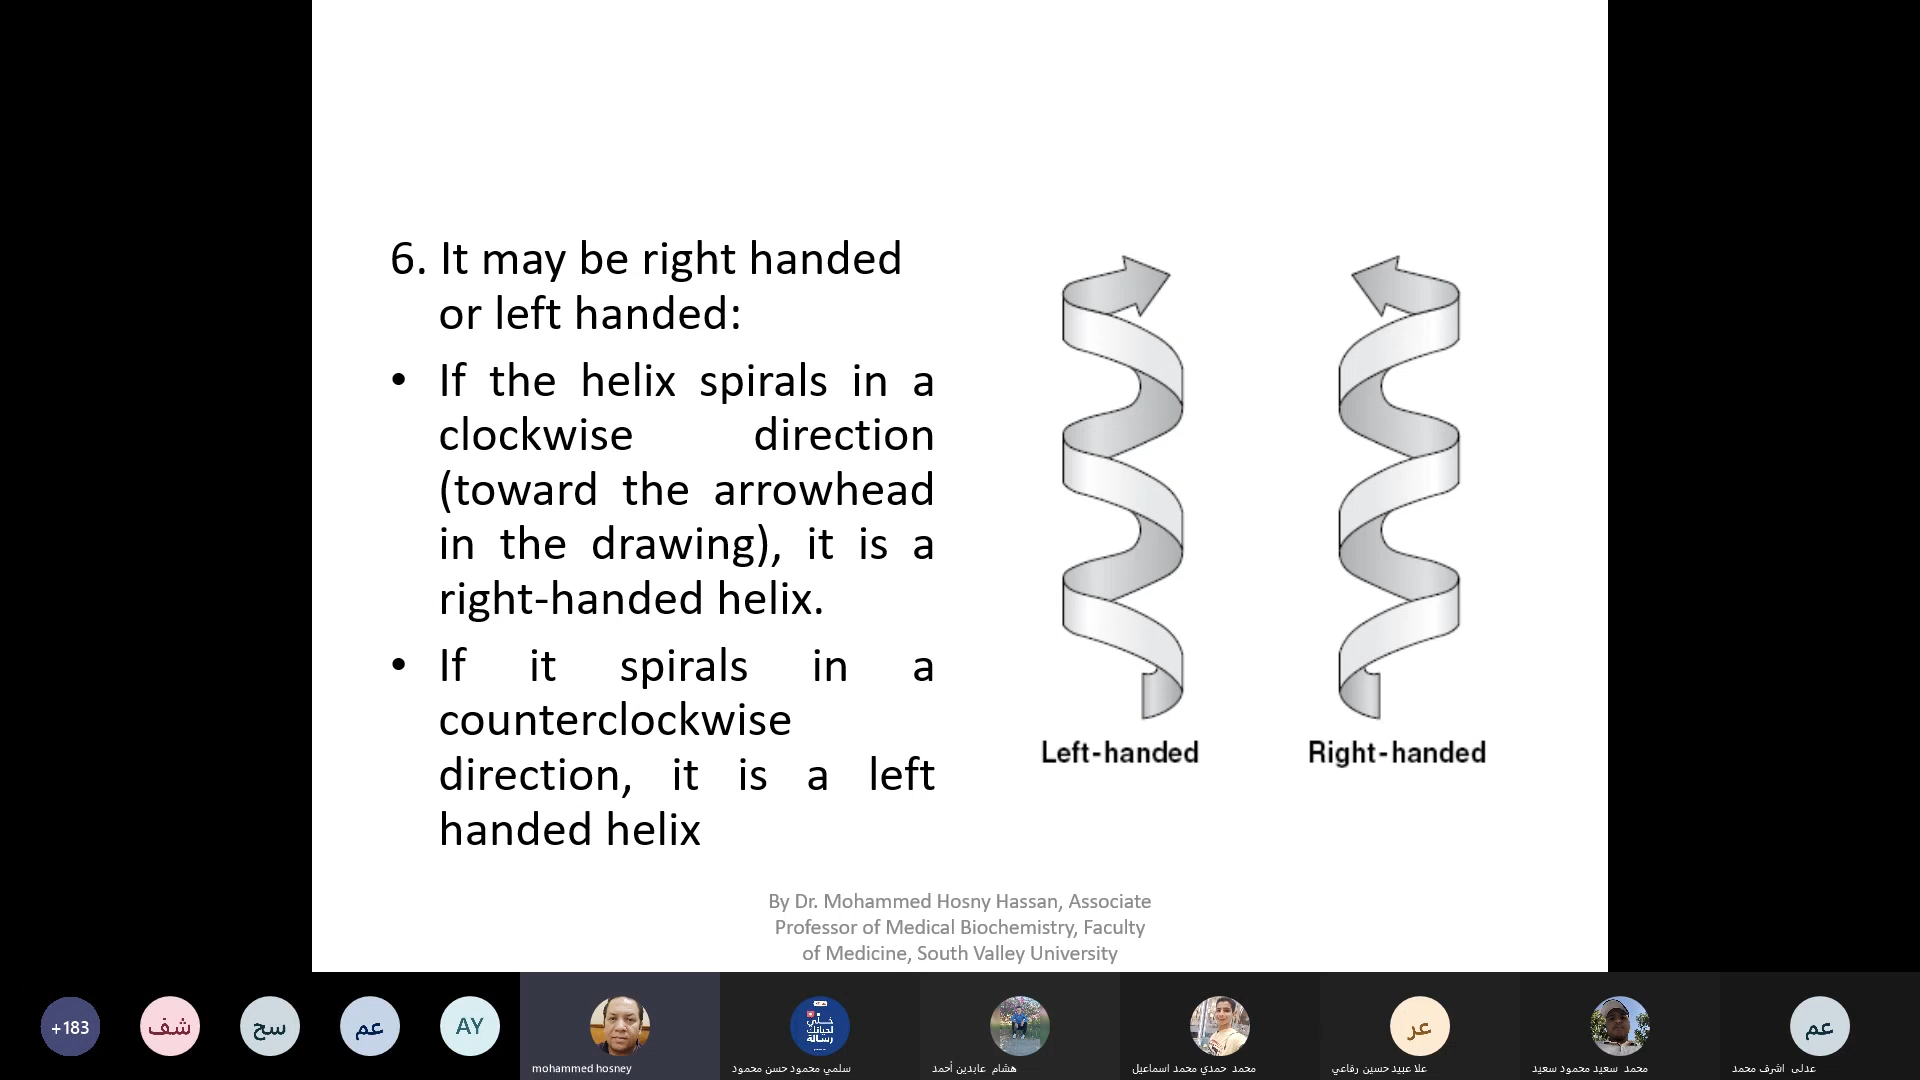 6. It may be right handed
or left handed:
• If the helix spirals in a
clockwise direction
(toward the arrowhead
in the drawing), it is a
right-handed helix.
• If it spirals in a
counterclockwise
direction, it is a left
handed helix
Left-handed
Right-handed
By Dr. Mohammed Hosny Hassan, Associate
Professor of Medical Biochemistry, Faculty
of Medicine, South Valley University
+183
شف
سح
عم
AY
mohammed hosney
خلي
لحياتك
رسالة
سلمي محمود حسن محمود
هشام عابدين أحمد
محمد حمدي محمد اسماعيل
عر
علا عبيد حسين رفاعي
محمد سعيد محمود سعيد
عم
عدلى اشرف محمد